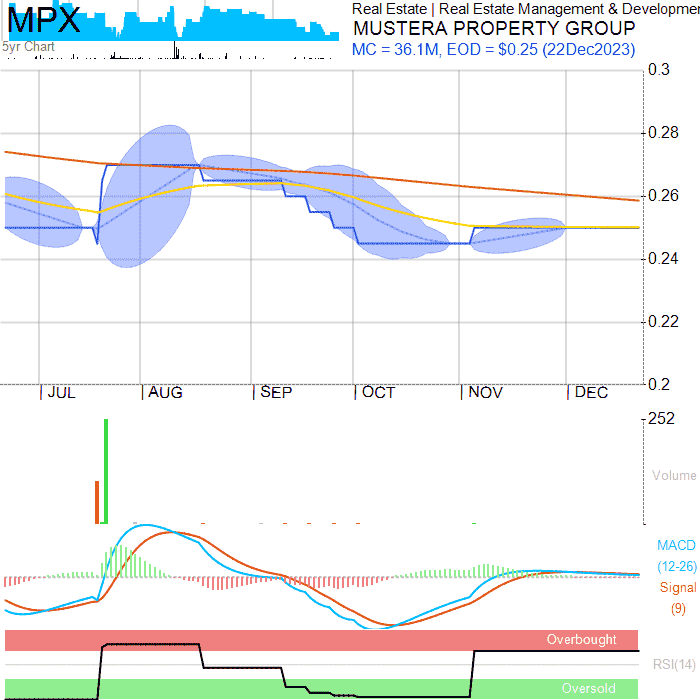 MPX
5yr Chart
Real Estate | Real Estate Management & Developmen
MUSTERA PROPERTY GROUP
MC = 36.1M, EOD = $0.25 (22Dec2023)
0.3
0.28
0.26
0.24
0.22
0.2
JUL AUG SEP OCT NOV DEC
252
Volume
MACD
(12-26)
Signal
(9)
Overbought
RSI(14)
Oversold